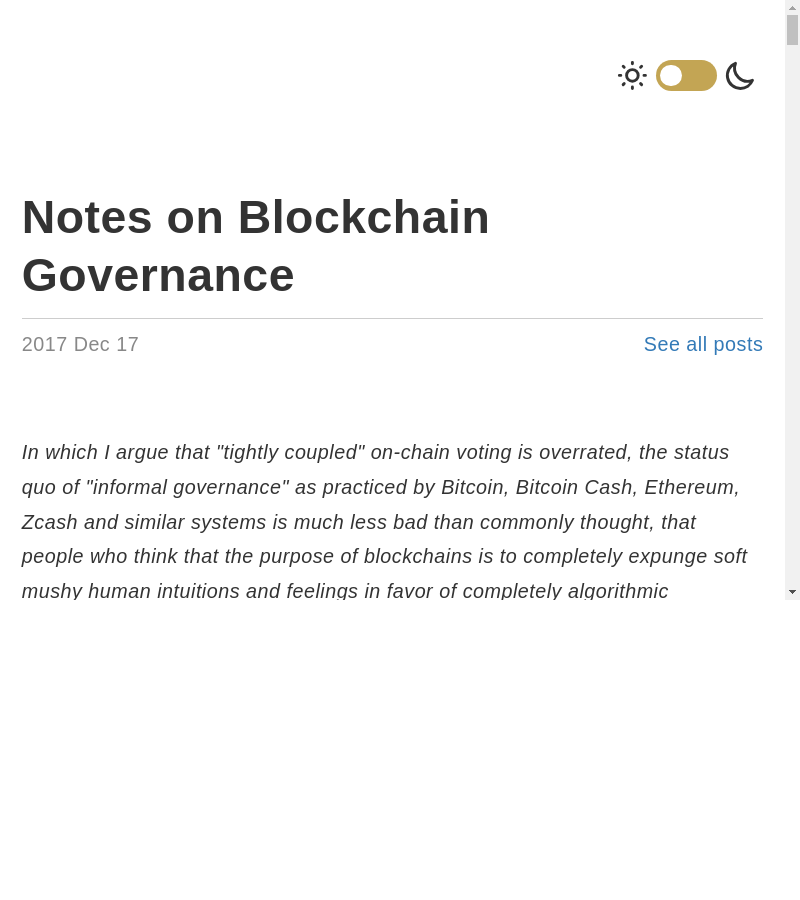 Notes on Blockchain
Governance
2017 Dec 17
See all posts
In which I argue that "tightly coupled" on-chain voting is overrated, the status
quo of "informal governance" as practiced by Bitcoin, Bitcoin Cash, Ethereum,
Zcash and similar systems is much less bad than commonly thought, that
people who think that the purpose of blockchains is to completely expunge soft
mushy human intuitions and feelings in favor of completely algorithmic